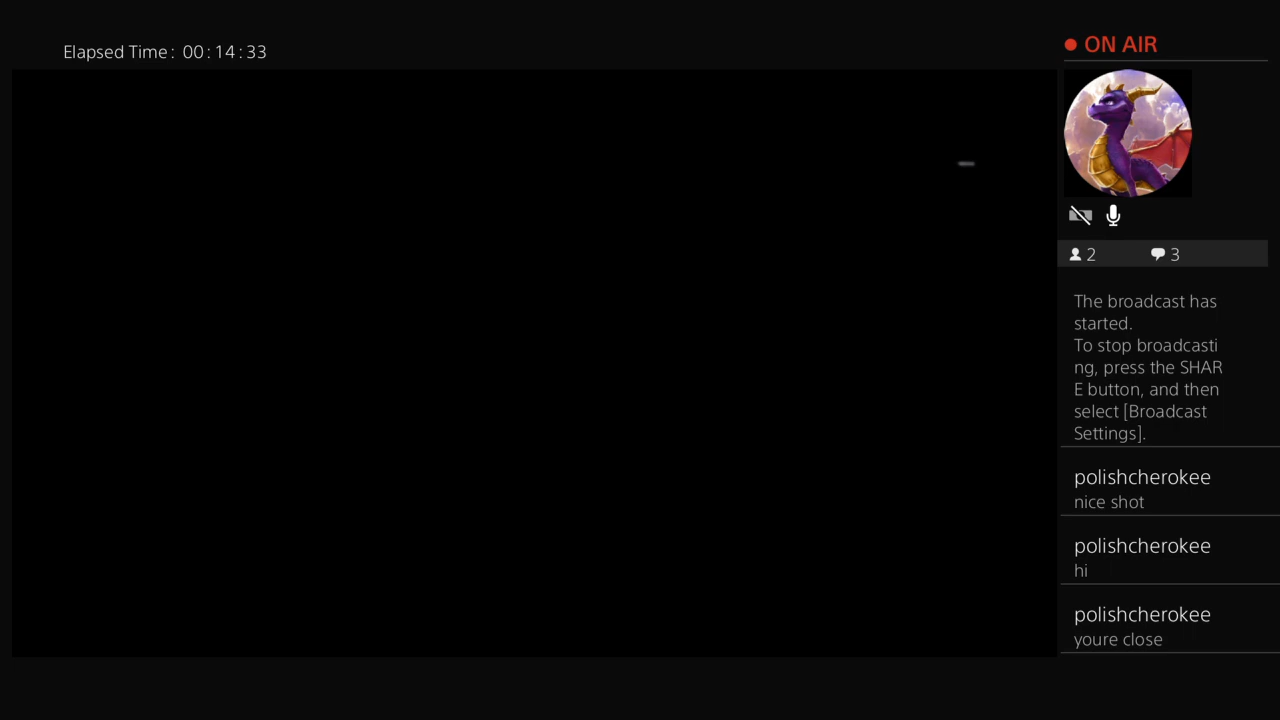 Elapsed Time: 00:14:33
ON AIR
2
3
The broadcast has
started.
To stop broadcasti
ng, press the SHAR
E button, and then
select [Broadcast
Settings].
polishcherokee
nice shot
polishcherokee
hi
polishcherokee
youre close